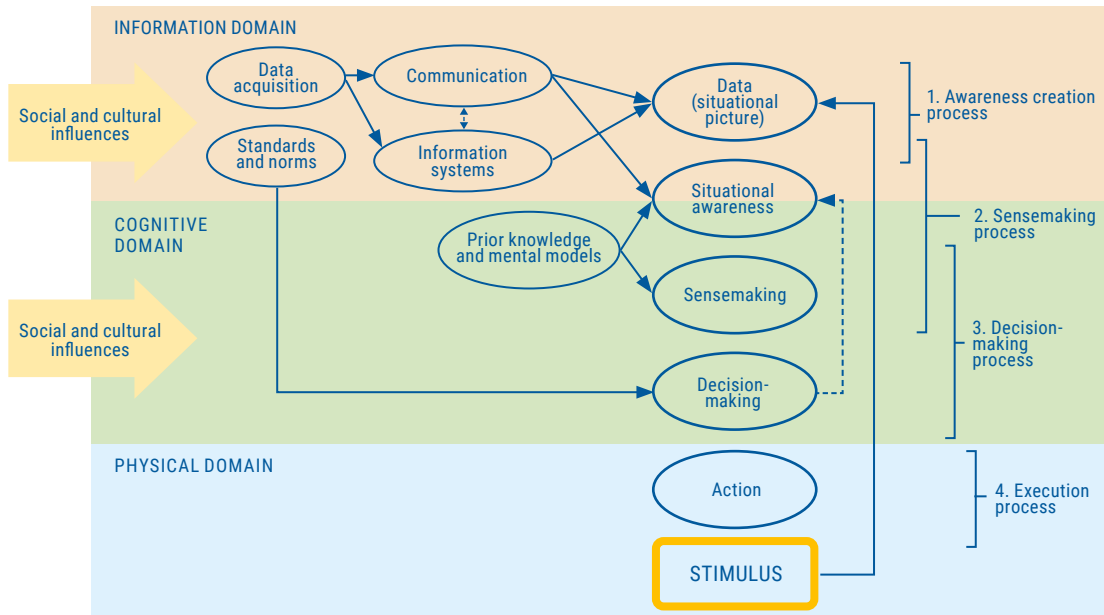 INFORMATION DOMAIN
Social and cultural
influences
Data
acquisition
Communication
Standards
and norms
Information
systems
Data
(situational
picture)
Situational
awareness
1. Awareness creation
process
COGNITIVE
DOMAIN
Prior knowledge
and mental models
2. Sensemaking
process
Social and cultural
influences
Sensemaking
3. Decision-
making
process
Decision-
making
PHYSICAL DOMAIN
Action
4. Execution
process
STIMULUS